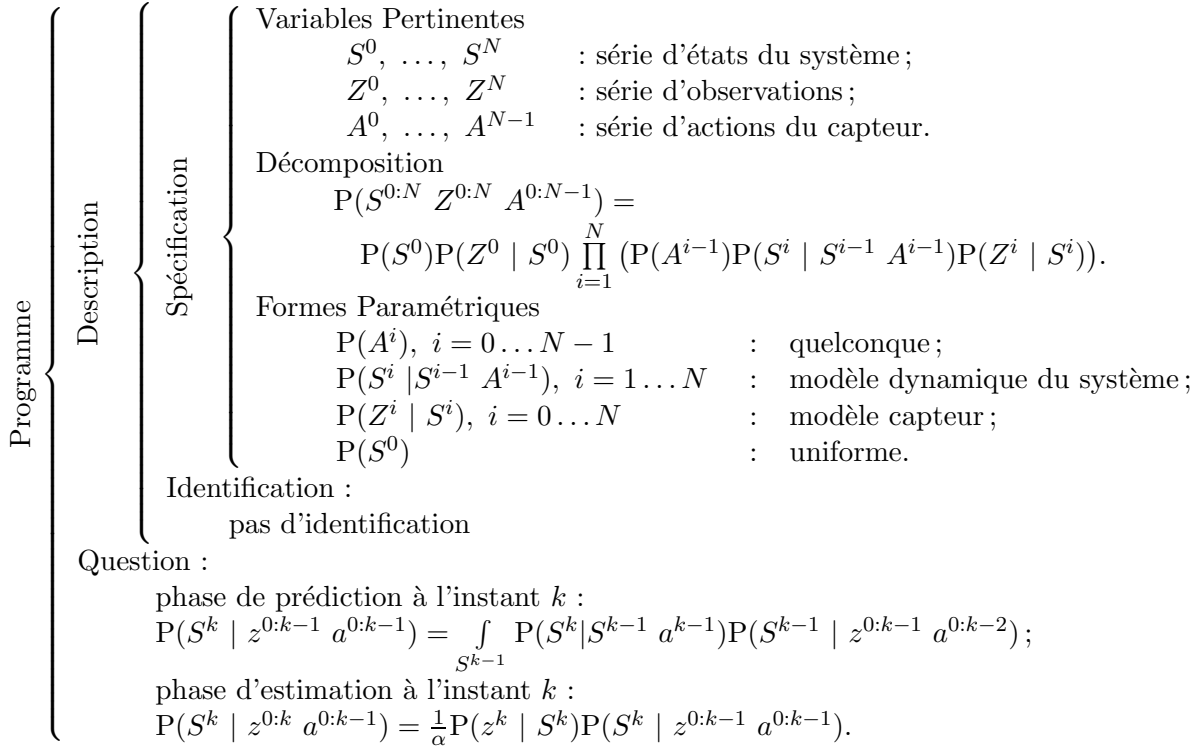 Programme
Description
Spécification
Variables Pertinentes
S^0, ..., S^N : série d'états du système ;
Z^0, ..., Z^N : série d'observations ;
A^0, ..., A^{N−1} : série d'actions du capteur.
Décomposition
P(S^{0:N} Z^{0:N} A^{0:N−1}) =
P(S^0)P(Z^0 | S^0) ∏_{i=1}^{N} (P(A^{i−1})P(S^i | S^{i−1} A^{i−1})P(Z^i | S^i)).
Formes Paramétriques
P(A^i), i = 0 ... N − 1 : quelconque ;
P(S^i |S^{i−1} A^{i−1}), i = 1 ... N : modèle dynamique du système ;
P(Z^i | S^i), i = 0 ... N : modèle capteur ;
P(S^0) : uniforme.
Identification :
pas d'identification
Question :
phase de prédiction à l'instant k :
P(S^k | z^{0:k−1} a^{0:k−1}) = ∫_{S^{k−1}} P(S^k|S^{k−1} a^{k−1})P(S^{k−1} | z^{0:k−1} a^{0:k−2}) ;
phase d'estimation à l'instant k :
P(S^k | z^{0:k} a^{0:k−1}) = \frac{1}{α}P(z^k | S^k)P(S^k | z^{0:k−1} a^{0:k−1}).